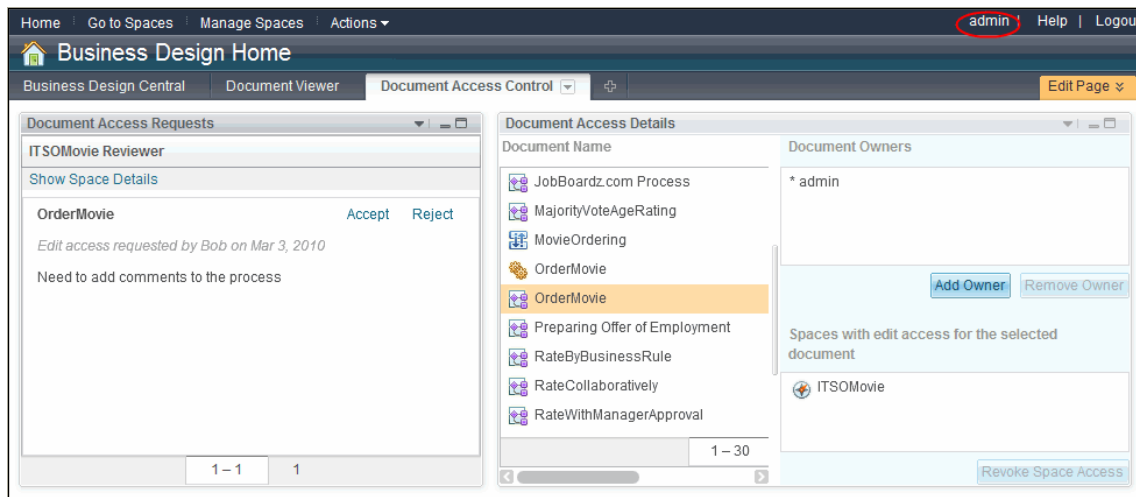 Home Go to Spaces Manage Spaces Actions admin | Help | Logou
Business Design Home
Business Design Central Document Viewer Document Access Control Edit Page
Document Access Requests
ITSOMovie Reviewer
Show Space Details
OrderMovie Accept Reject
Edit access requested by Bob on Mar 3, 2010
Need to add comments to the process
1 – 1 1
Document Access Details
Document Name
JobBoardz.com Process
MajorityVoteAgeRating
MovieOrdering
OrderMovie
OrderMovie
Preparing Offer of Employment
RateByBusinessRule
RateCollaboratively
RateWithManagerApproval
1 – 30
Document Owners
* admin
Add Owner Remove Owner
Spaces with edit access for the selected
document
ITSOMovie
Revoke Space Access